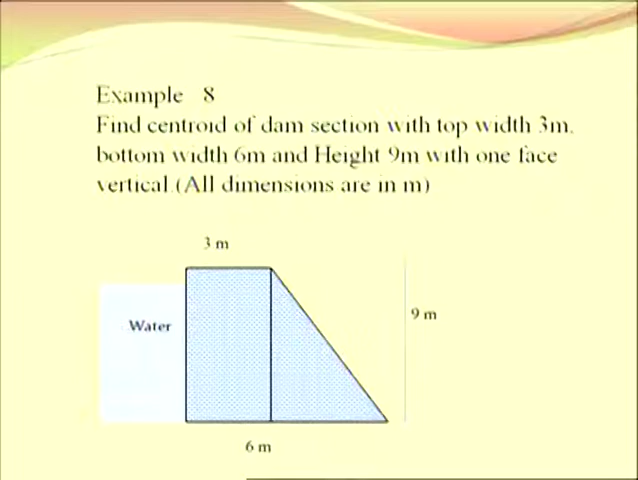 Example 8
Find centroid of dam section with top width 3m,
bottom width 6m and Height 9m with one face
vertical.(All dimensions are in m)
3 m
Water
9 m
6 m